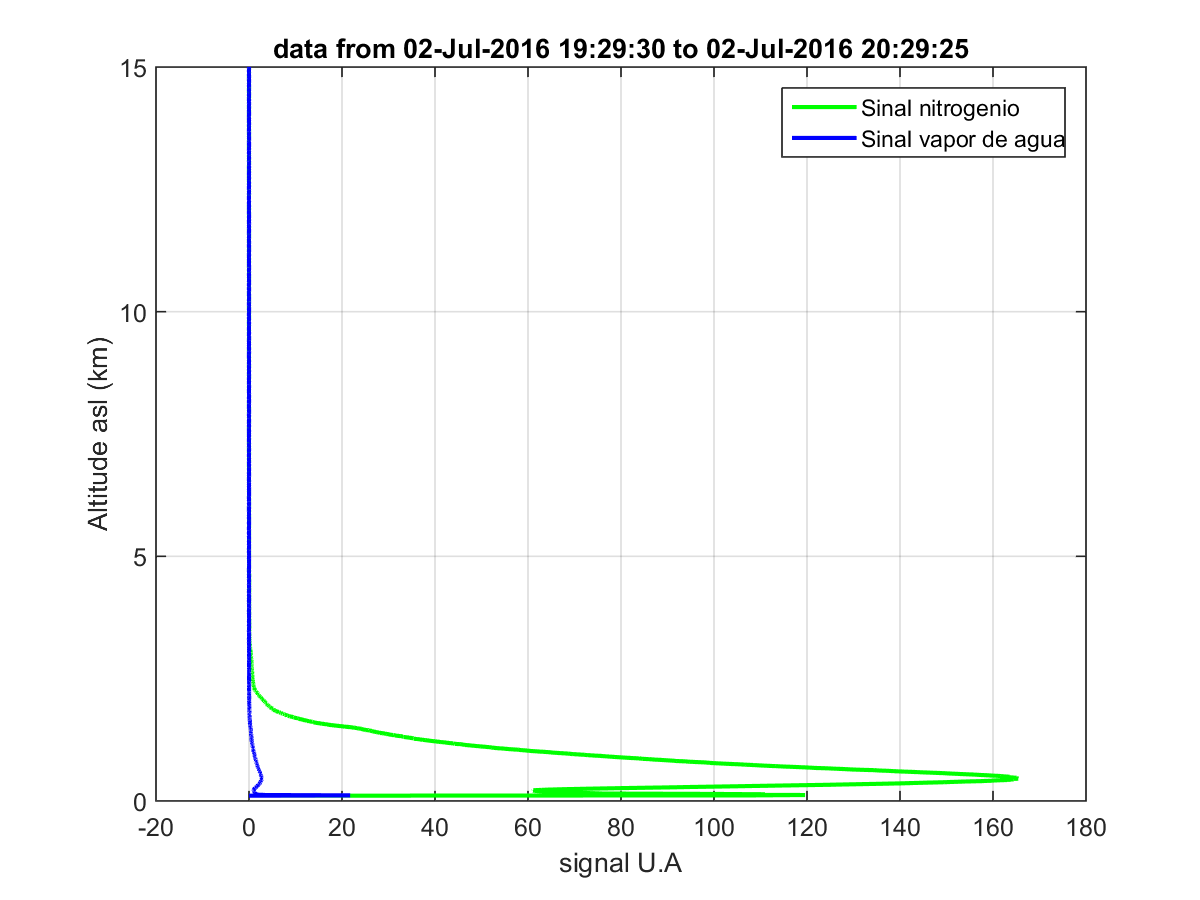 data from 02-Jul-2016 19:29:30 to 02-Jul-2016 20:29:25
Sinal nitrogenio
Sinal vapor de agua
15
10
5
0
Altitude asl (km)
-20 0 20 40 60 80 100 120 140 160 180
signal U.A